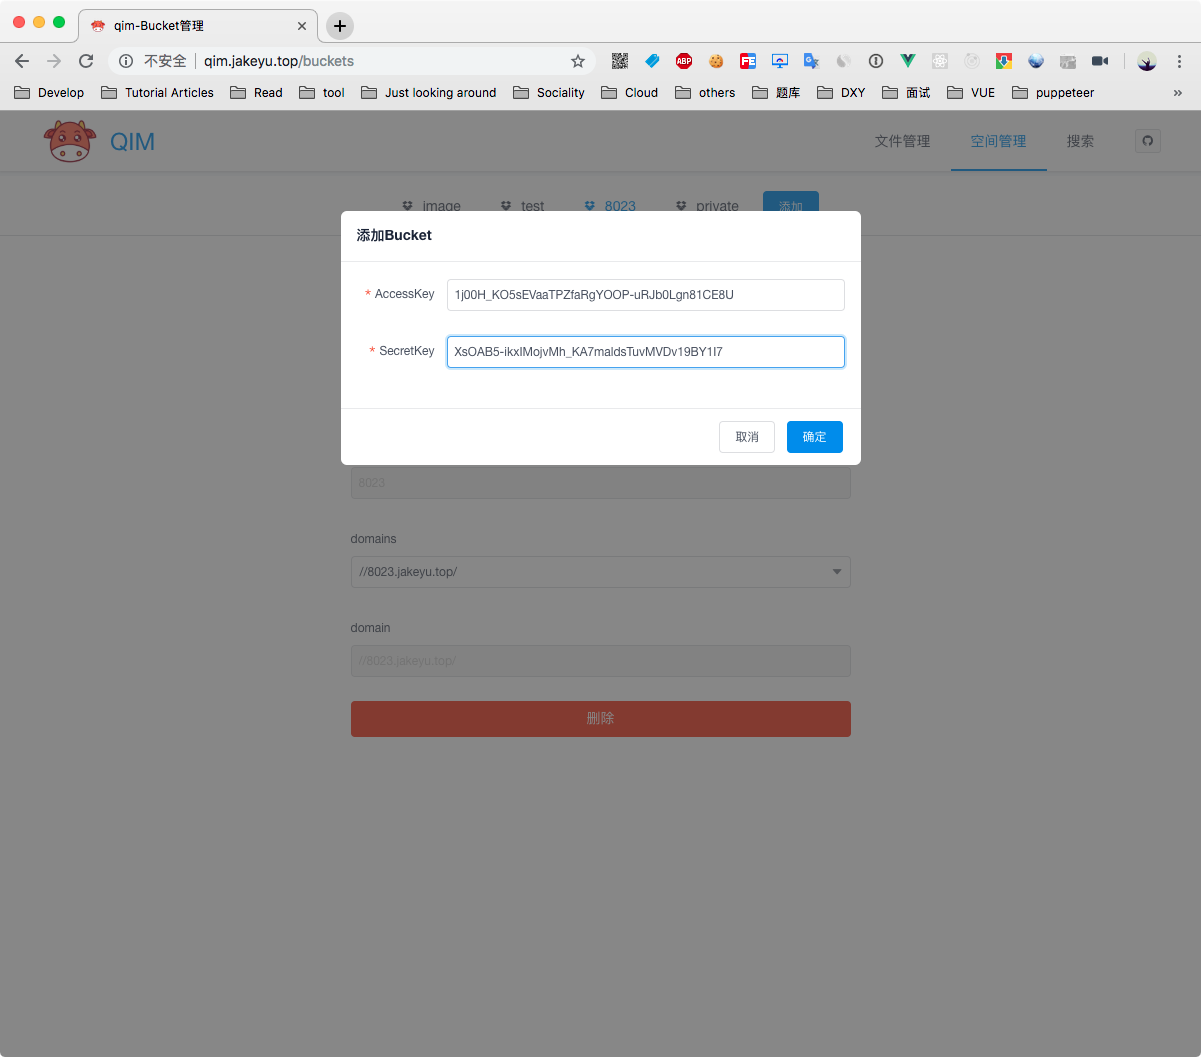 qim-Bucket管理
不安全 qim.jakeyu.top/buckets
Develop Tutorial Articles Read tool Just looking around Sociality Cloud others 题库 DXY 面试 VUE puppeteer »
QIM 文件管理 空间管理 搜索
image test 8023 private 添加
添加Bucket
* AccessKey 1j00H_KO5sEVaaTPZfaRgYOOP-uRJb0Lgn81CE8U
* SecretKey XsOAB5-ikxIMojvMh_KA7maldsTuvMVDv19BY1I7
取消 确定
8023
domains
//8023.jakeyu.top/
domain
//8023.jakeyu.top/
删除